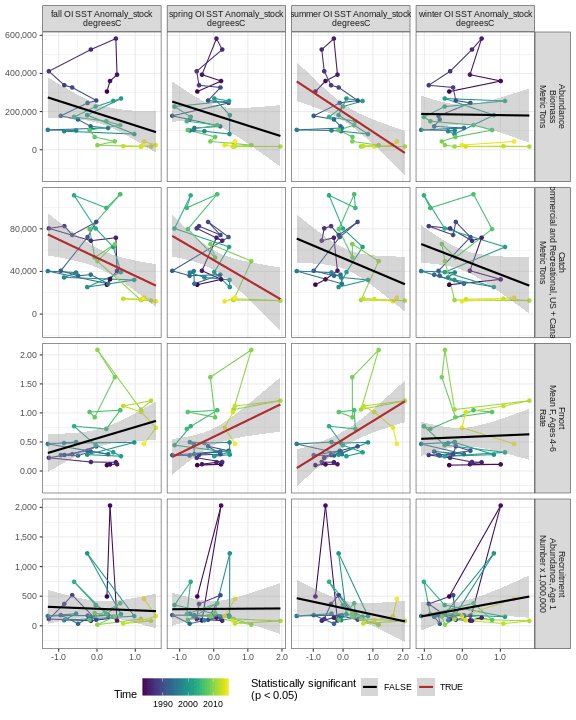 fall OI SST Anomaly_stock
degreesC
spring OI SST Anomaly_stock
degreesC
summer OI SST Anomaly_stock
degreesC
winter OI SST Anomaly_stock
degreesC
600,000
400,000
200,000
0
Abundance
Biomass
Metric Tons
80,000
40,000
0
ommercial and Recreational, US + Cana
Catch
Metric Tons
2.00
1.50
1.00
0.50
0.00
Fmort
Mean F, Ages 4-6
Rate
2,000
1,500
1,000
500
0
Recruitment
Abundance, Age 1
Number x 1,000,000
-1.0 0.0 1.0
-1.0 0.0 1.0 2.0
-1.0 0.0 1.0 2.0
-1.0 0.0 1.0
Time
1990 2000 2010
Statistically significant
(p < 0.05)
FALSE
TRUE